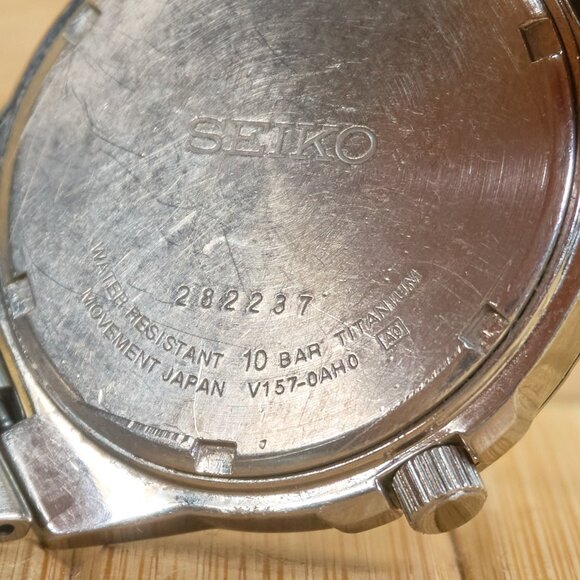 SEIKO
282237
WATER RESISTANT 10 BAR TITANIUM
MOVEMENT JAPAN V157-0AH0